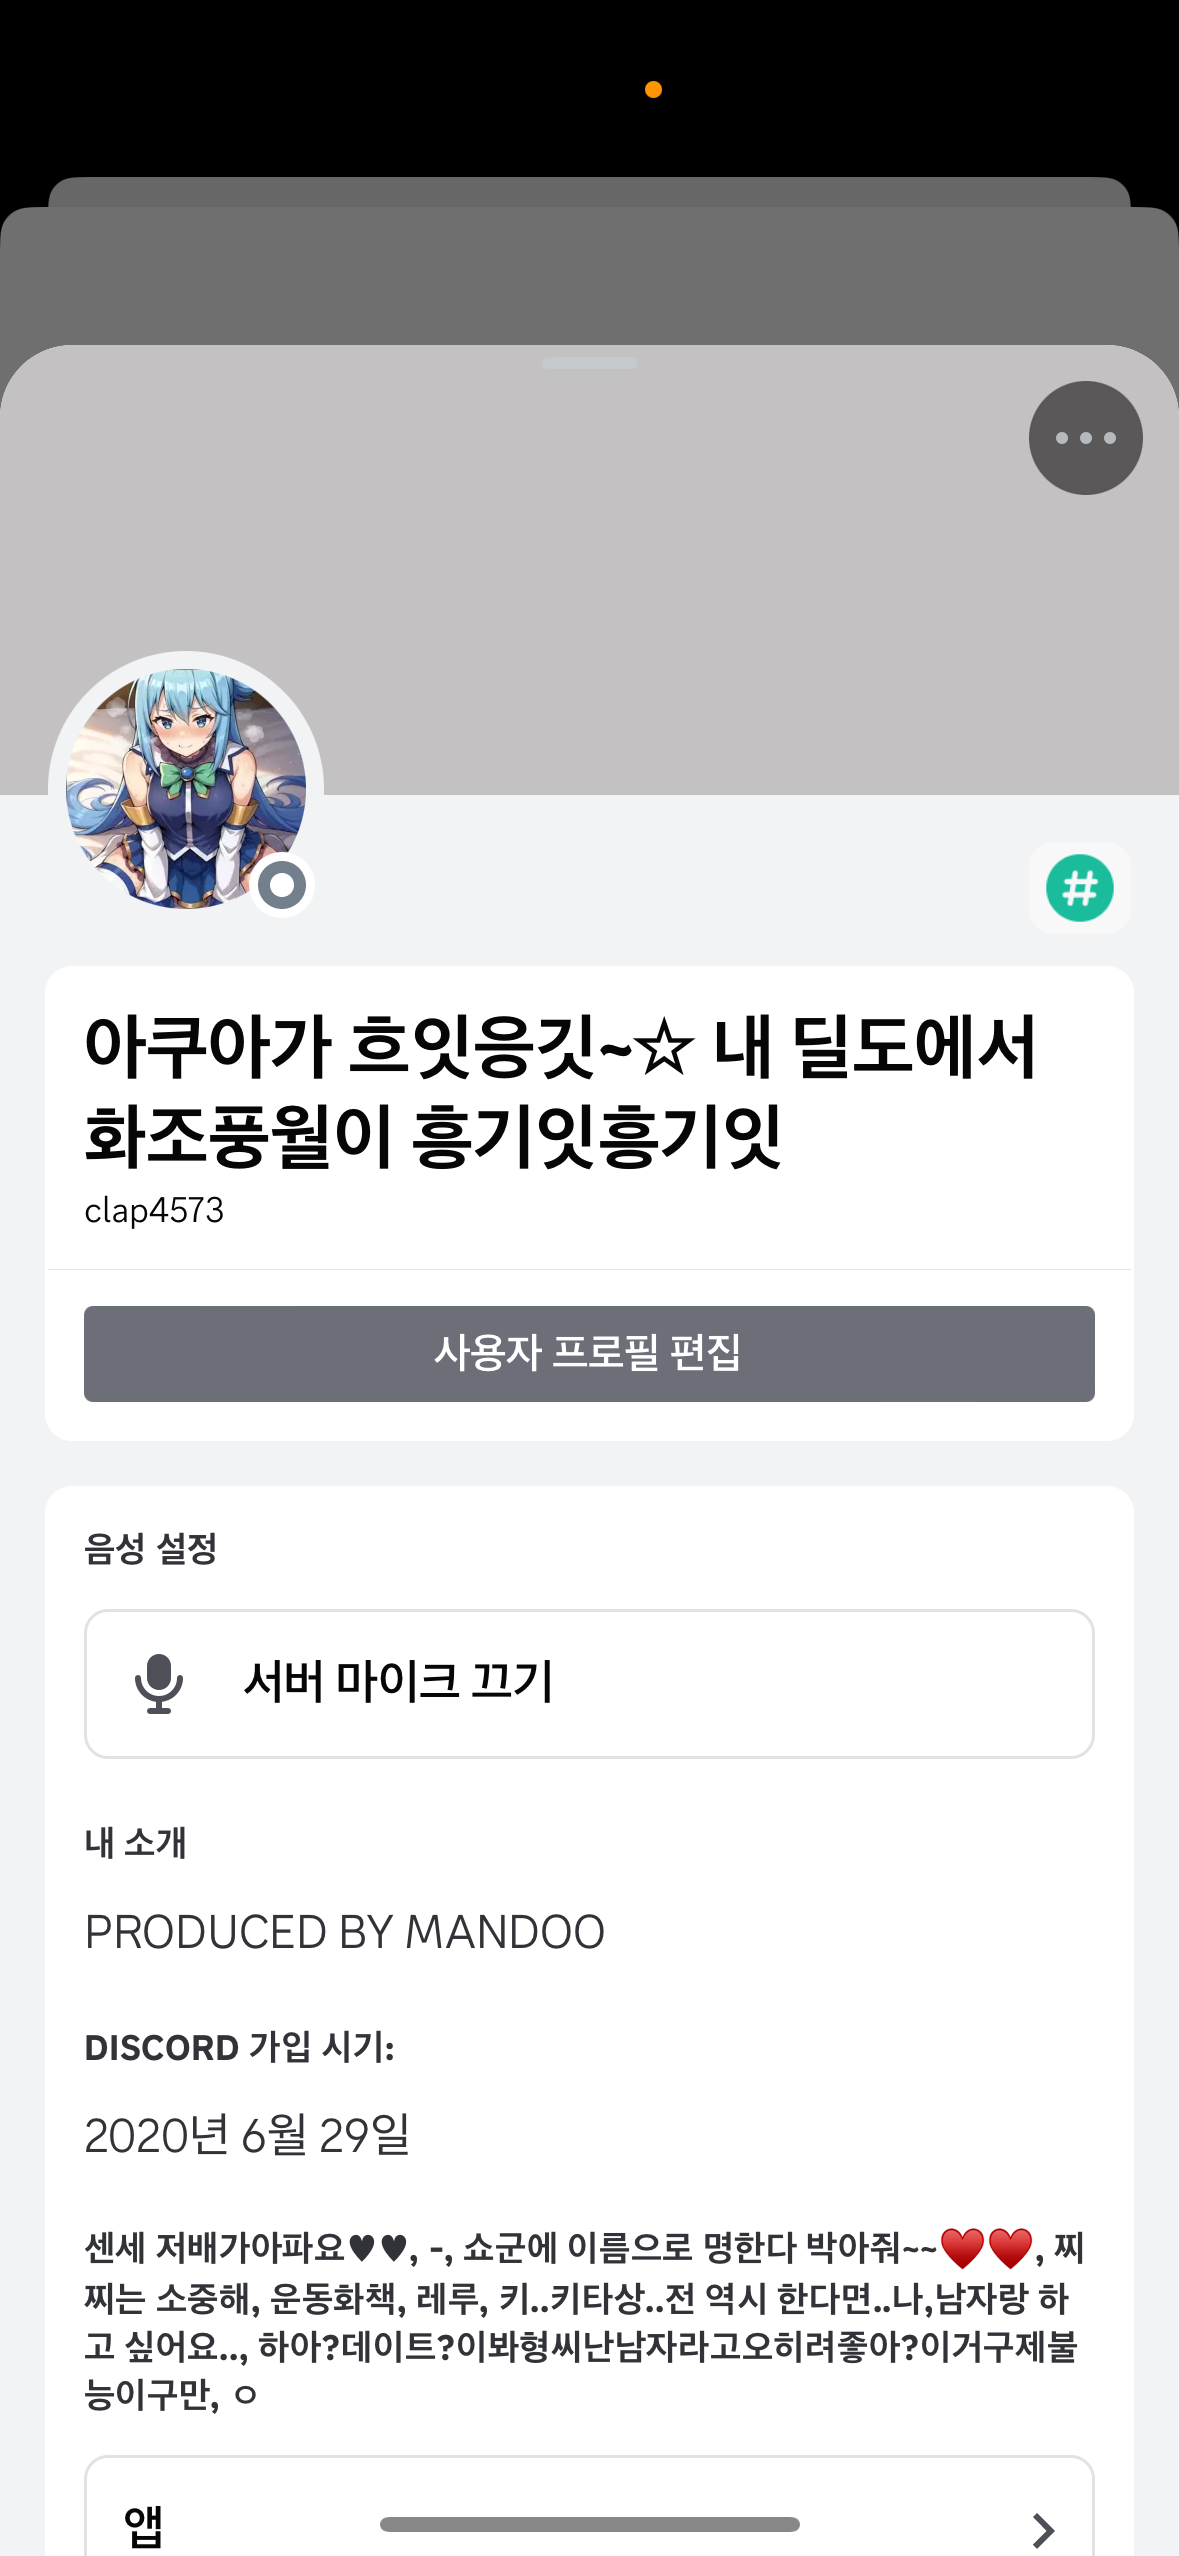 아쿠아가 흐잇응깃~☆ 내 딜도에서
화조풍월이 흥기잇흥기잇
clap4573
사용자 프로필 편집
음성 설정
서버 마이크 끄기
내 소개
PRODUCED BY MANDOO
DISCORD 가입 시기:
2020년 6월 29일
센세 저배가아파요♥♥, -, 쇼군에 이름으로 명한다 박아줘~~❤️❤️, 찌
찌는 소중해, 운동화책, 레루, 키..키타상..전 역시 한다면..나,남자랑 하
고 싶어요.., 하아?데이트?이봐형씨난남자라고오히려좋아?이거구제불
능이구만, ㅇ
앱